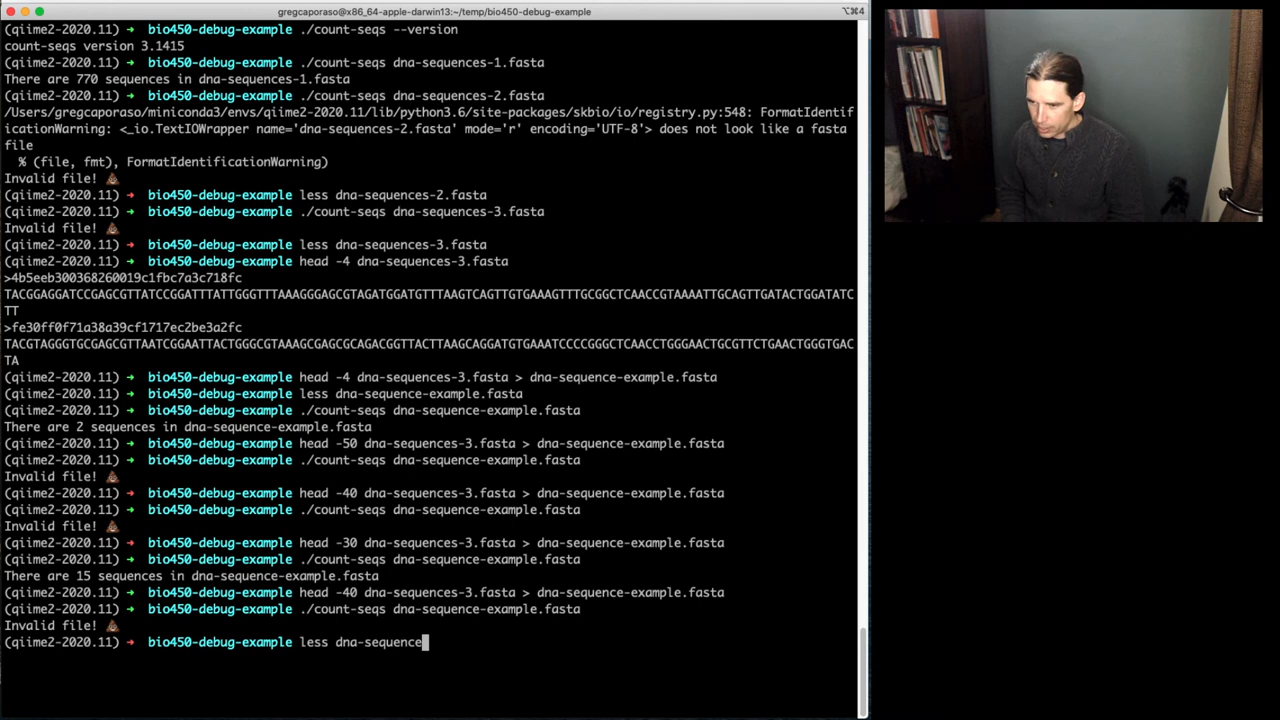 gregcaporaso@x86_64-apple-darwin13:~/temp/bio450-debug-example
⌥⌘4
(qiime2-2020.11) ➜  bio450-debug-example ./count-seqs --version
count-seqs version 3.1415
(qiime2-2020.11) ➜  bio450-debug-example ./count-seqs dna-sequences-1.fasta
There are 770 sequences in dna-sequences-1.fasta
(qiime2-2020.11) ➜  bio450-debug-example ./count-seqs dna-sequences-2.fasta
/Users/gregcaporaso/miniconda3/envs/qiime2-2020.11/lib/python3.6/site-packages/skbio/io/registry.py:548: FormatIdentif
icationWarning: <_io.TextIOWrapper name='dna-sequences-2.fasta' mode='r' encoding='UTF-8'> does not look like a fasta
file
  % (file, fmt), FormatIdentificationWarning)
Invalid file! 💩
(qiime2-2020.11) ➜  bio450-debug-example less dna-sequences-2.fasta
(qiime2-2020.11) ➜  bio450-debug-example ./count-seqs dna-sequences-3.fasta
Invalid file! 💩
(qiime2-2020.11) ➜  bio450-debug-example less dna-sequences-3.fasta
(qiime2-2020.11) ➜  bio450-debug-example head -4 dna-sequences-3.fasta
>4b5eeb300368260019c1fbc7a3c718fc
TACGGAGGATCCGAGCGTTATCCGGATTTATTGGGTTTAAAGGGAGCGTAGATGGATGTTTAAGTCAGTTGTGAAAGTTTGCGGCTCAACCGTAAAATTGCAGTTGATACTGGATATC
TT
>fe30ff0f71a38a39cf1717ec2be3a2fc
TACGTAGGGTGCGAGCGTTAATCGGAATTACTGGGCGTAAAGCGAGCGCAGACGGTTACTTAAGCAGGATGTGAAATCCCCGGGCTCAACCTGGGAACTGCGTTCTGAACTGGGTGAC
TA
(qiime2-2020.11) ➜  bio450-debug-example head -4 dna-sequences-3.fasta > dna-sequence-example.fasta
(qiime2-2020.11) ➜  bio450-debug-example less dna-sequence-example.fasta
(qiime2-2020.11) ➜  bio450-debug-example ./count-seqs dna-sequence-example.fasta
There are 2 sequences in dna-sequence-example.fasta
(qiime2-2020.11) ➜  bio450-debug-example head -50 dna-sequences-3.fasta > dna-sequence-example.fasta
(qiime2-2020.11) ➜  bio450-debug-example ./count-seqs dna-sequence-example.fasta
Invalid file! 💩
(qiime2-2020.11) ➜  bio450-debug-example head -40 dna-sequences-3.fasta > dna-sequence-example.fasta
(qiime2-2020.11) ➜  bio450-debug-example ./count-seqs dna-sequence-example.fasta
Invalid file! 💩
(qiime2-2020.11) ➜  bio450-debug-example head -30 dna-sequences-3.fasta > dna-sequence-example.fasta
(qiime2-2020.11) ➜  bio450-debug-example ./count-seqs dna-sequence-example.fasta
There are 15 sequences in dna-sequence-example.fasta
(qiime2-2020.11) ➜  bio450-debug-example head -40 dna-sequences-3.fasta > dna-sequence-example.fasta
(qiime2-2020.11) ➜  bio450-debug-example ./count-seqs dna-sequence-example.fasta
Invalid file! 💩
(qiime2-2020.11) ➜  bio450-debug-example less dna-sequence